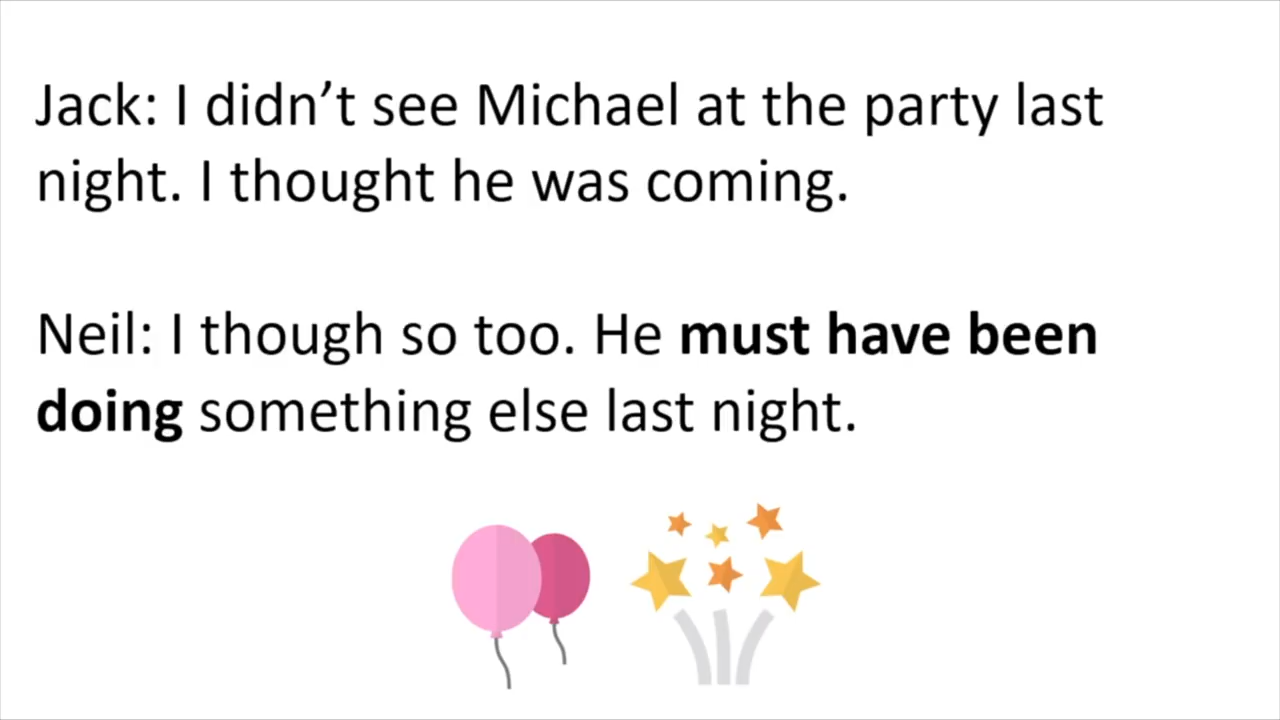 Jack: I didn’t see Michael at the party last
night. I thought he was coming.
Neil: I though so too. He must have been
doing something else last night.